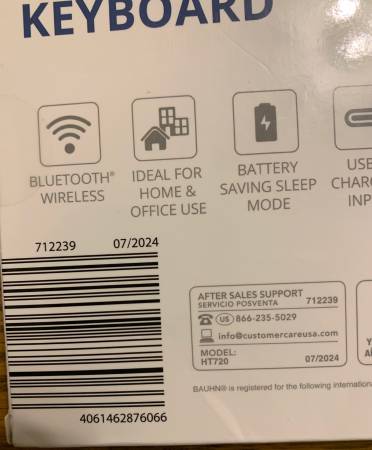 KEYBOARD
BLUETOOTH®
WIRELESS
IDEAL FOR
HOME &
OFFICE USE
BATTERY
SAVING SLEEP
MODE
712239 07/2024
4061462876066
AFTER SALES SUPPORT
SERVICIO POSVENTA 712239
US 866-235-5029
info@customercareusa.com
MODEL:
HT720 07/2024
BAUHN® is registered for the following